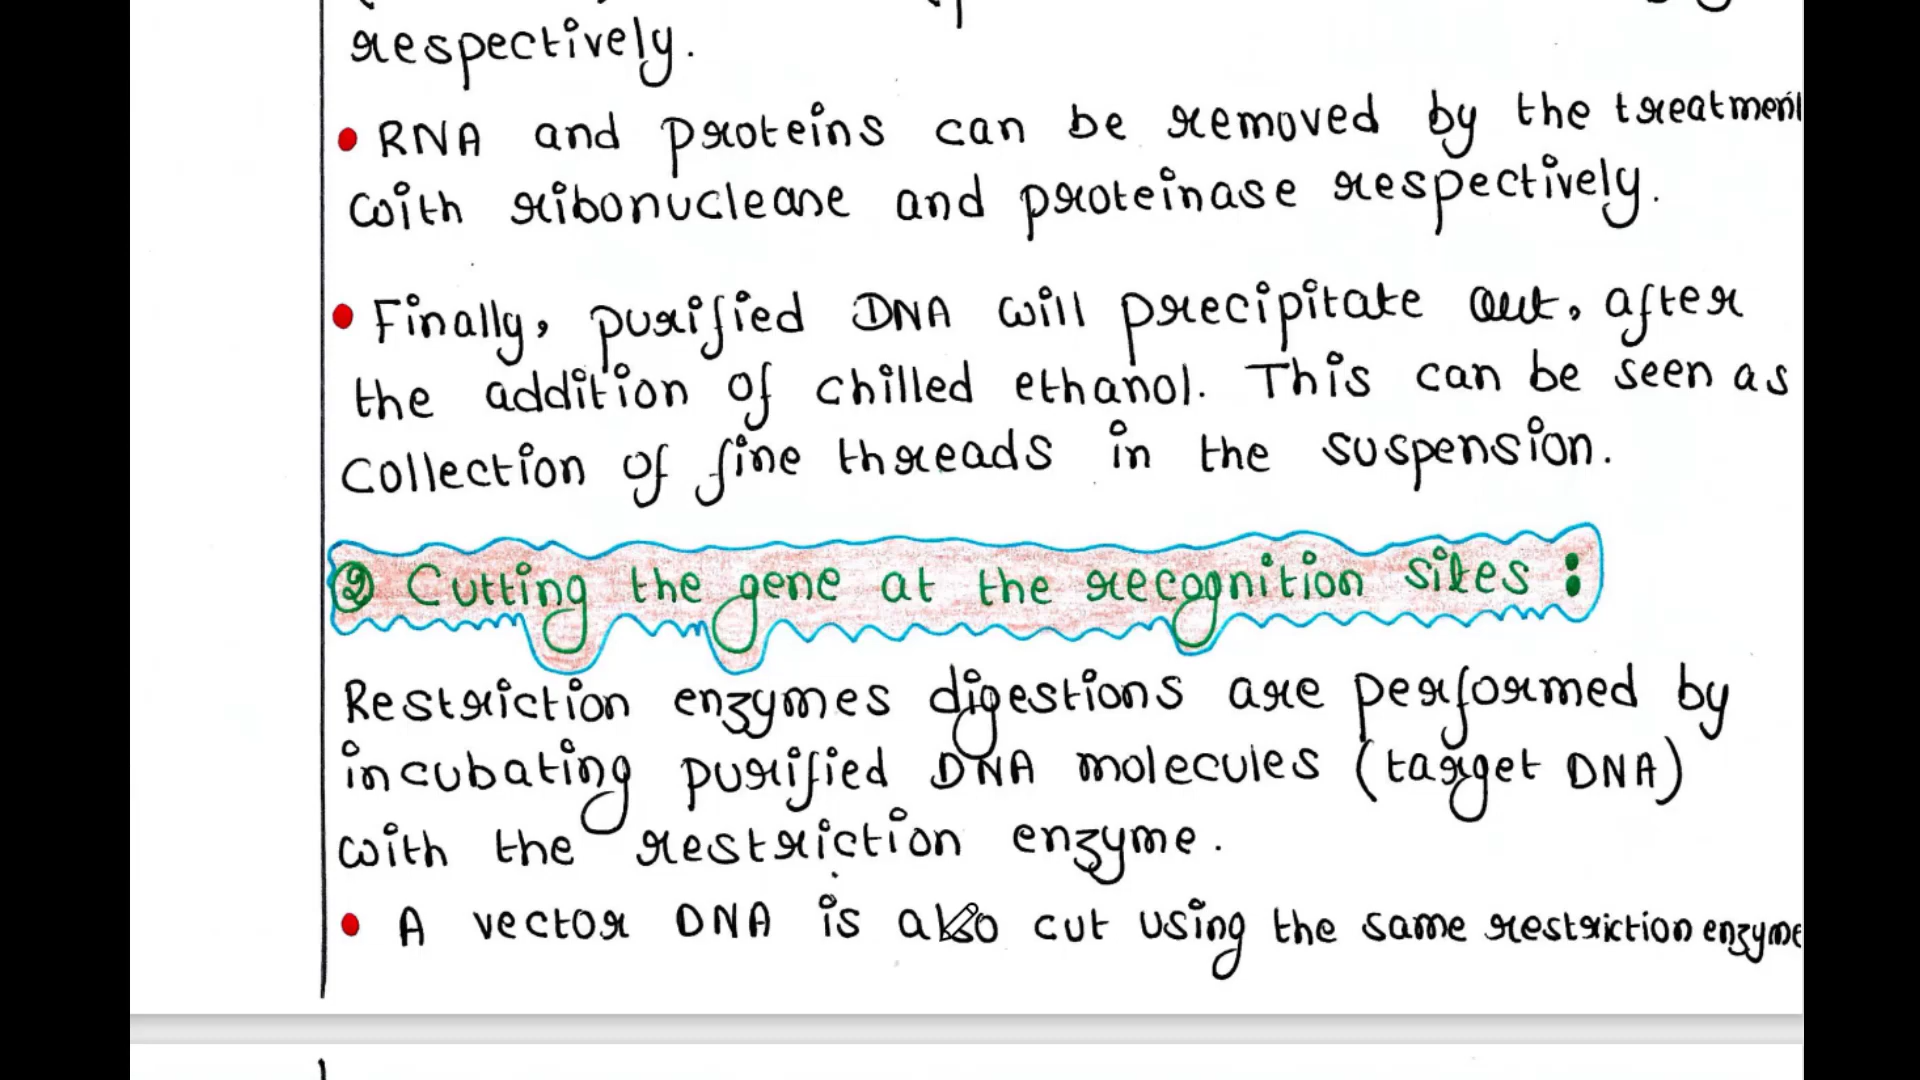 respectively.
• RNA and proteins can be removed by the treatment
with ribonuclease and proteinase respectively.
• Finally, purified DNA will precipitate out, after
the addition of chilled ethanol. This can be seen as
collection of fine threads in the suspension.
② Cutting the gene at the recognition sites :
Restriction enzymes digestions are performed by
incubating purified DNA molecules (target DNA)
with the restriction enzyme.
• A vector DNA is also cut using the same restriction enzyme